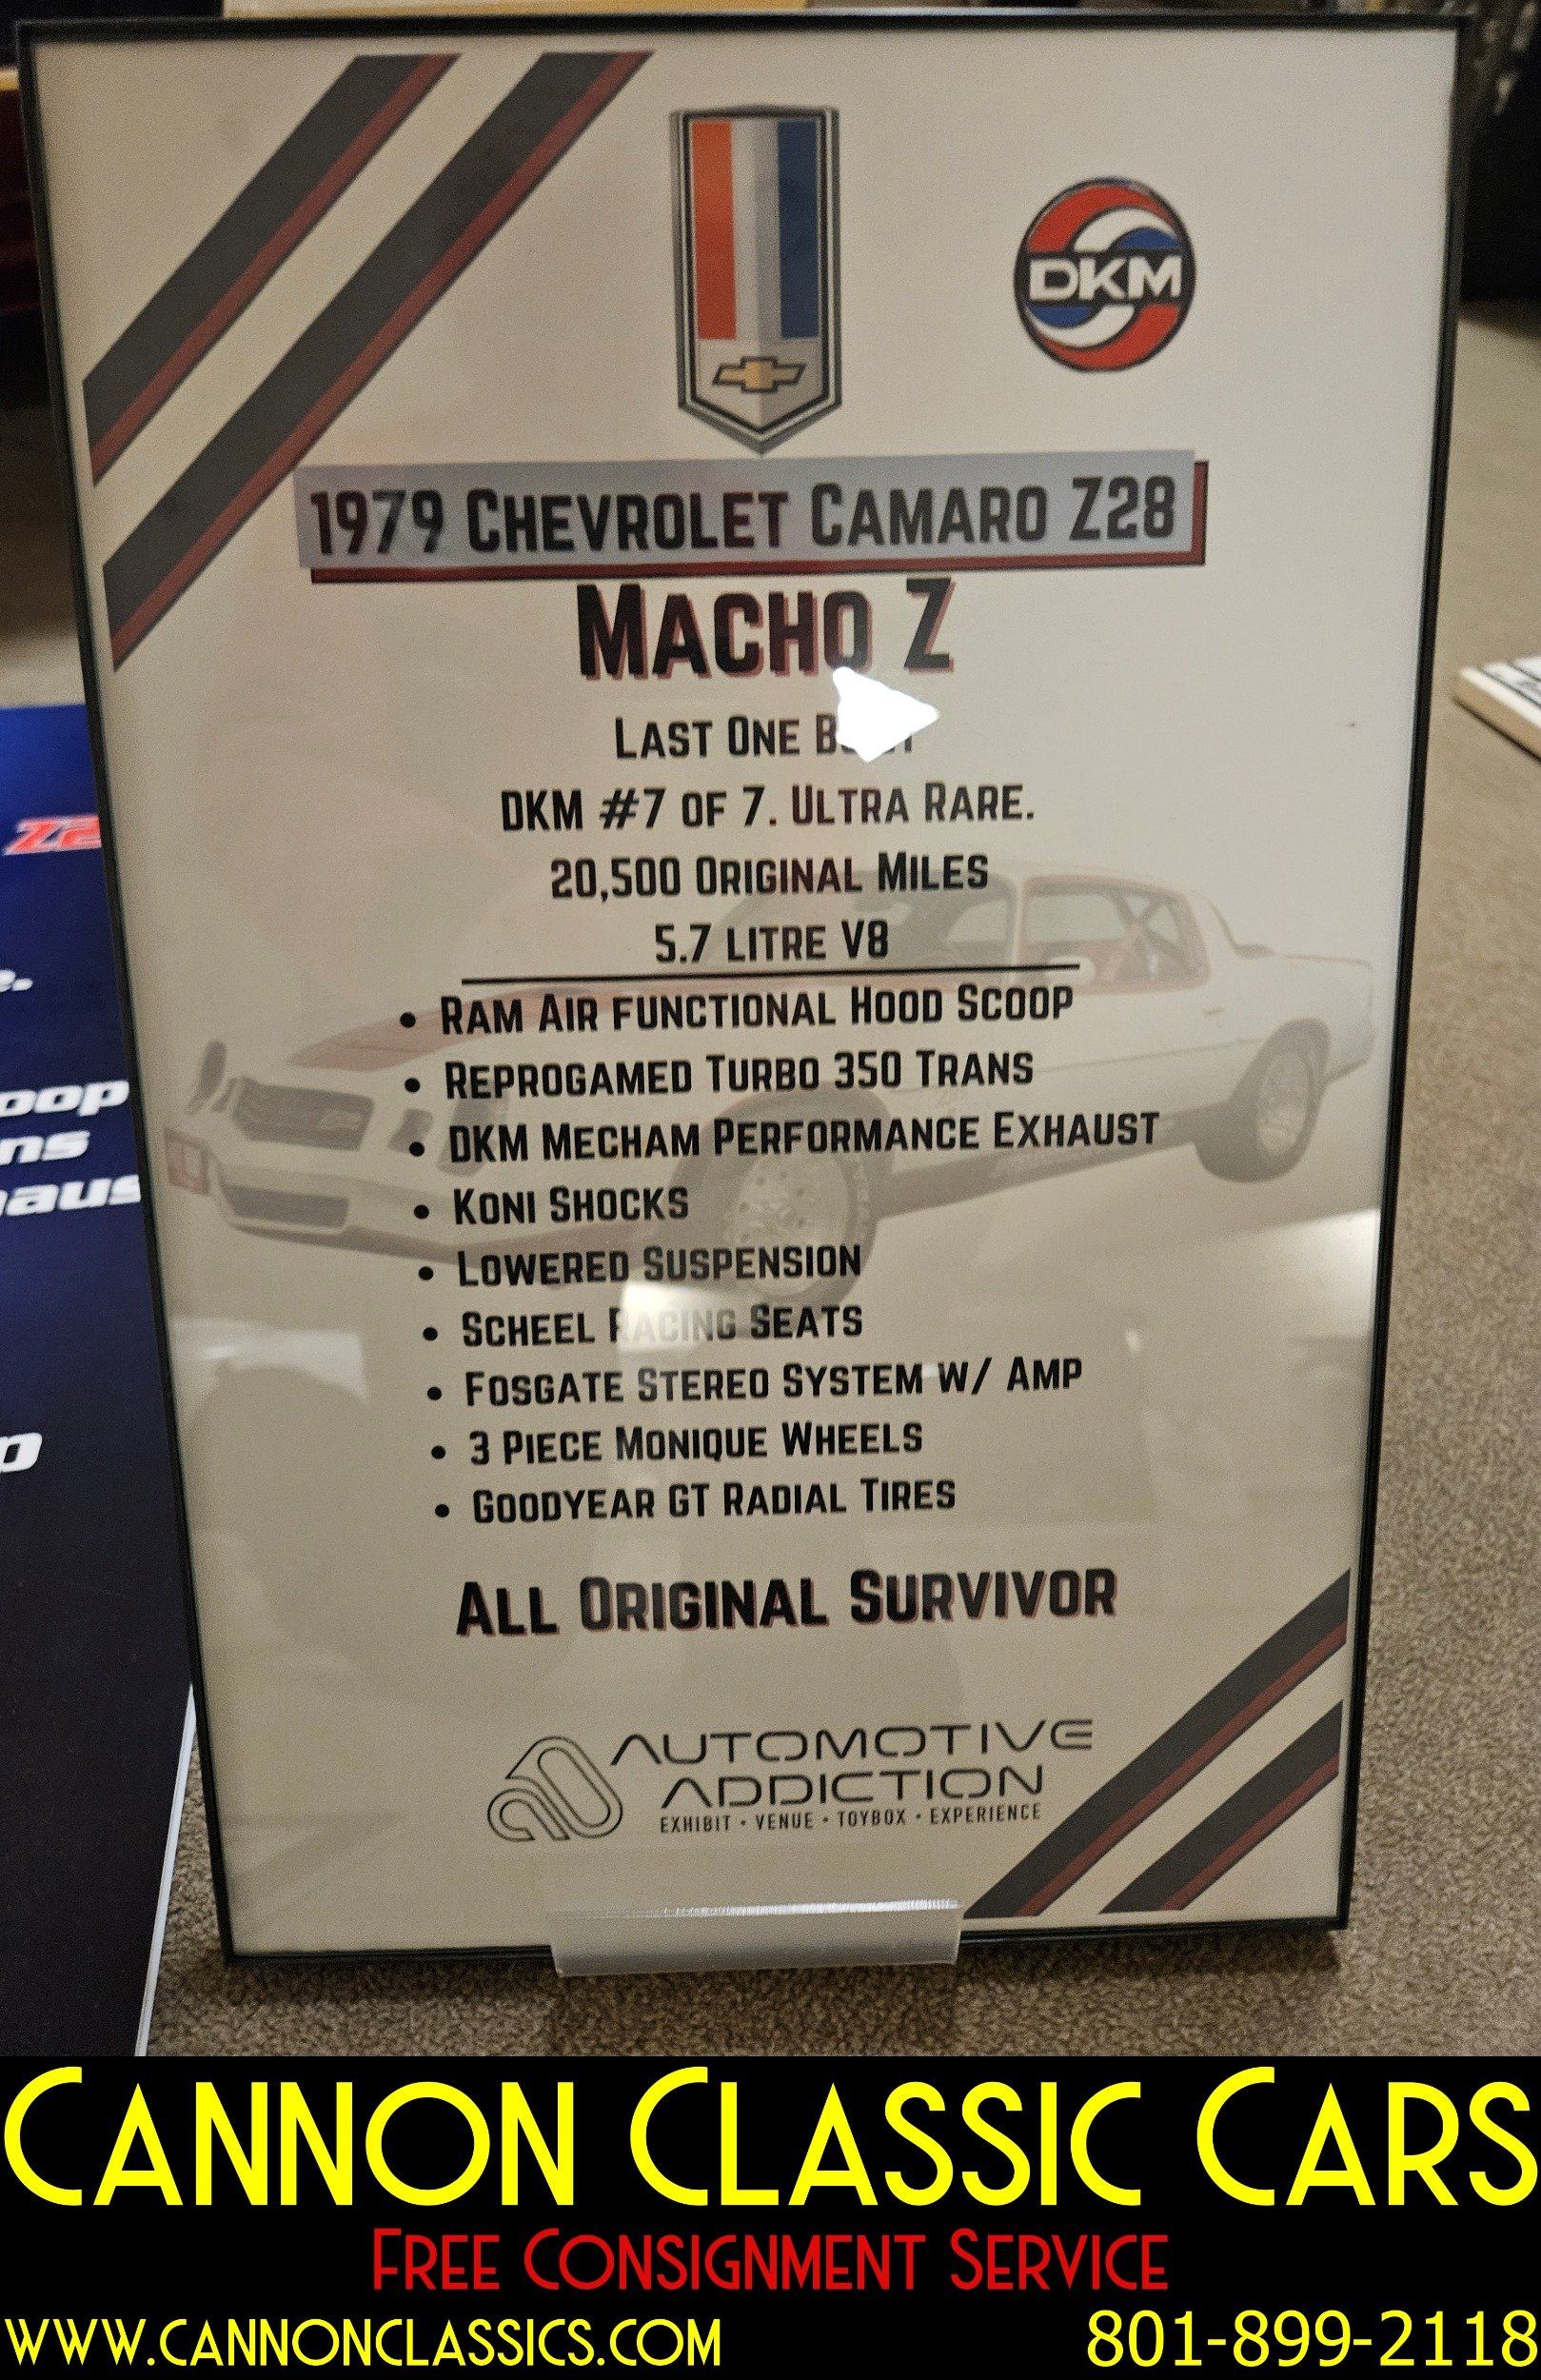 DKM
1979 Chevrolet Camaro Z28
Macho Z
Last One
DKM #7 of 7. Ultra Rare.
20,500 Original Miles
5.7 litre V8
• Ram Air functional Hood Scoop
• Reprogamed Turbo 350 Trans
• DKM Mecham Performance Exhaust
• Koni Shocks
• Lowered Suspension
• Scheel Racing Seats
• Fosgate Stereo System w/ Amp
• 3 Piece Monique Wheels
• Goodyear GT Radial Tires
All Original Survivor
AUTOMOTIVE
ADDICTION
EXHIBIT • VENUE • TOYBOX • EXPERIENCE
Cannon Classic Cars
Free Consignment Service
www.cannonclassics.com 801-899-2118